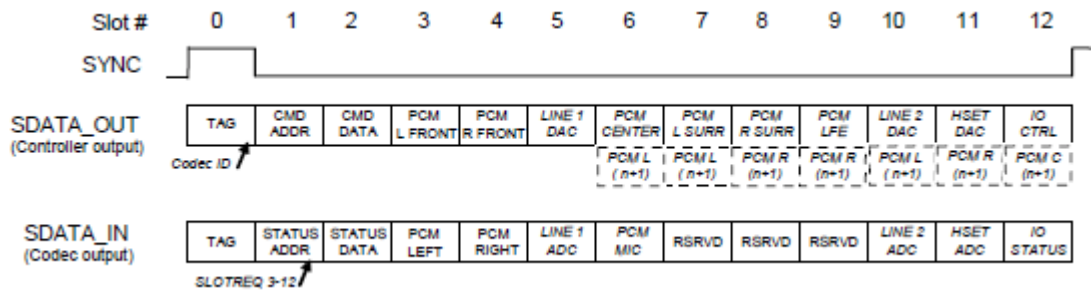 Slot # 0 1 2 3 4 5 6 7 8 9 10 11 12
SYNC
SDATA_OUT
(Controller output)
TAG
CMD
ADDR
CMD
DATA
PCM
L FRONT
PCM
R FRONT
LINE 1
DAC
PCM
CENTER
PCM
L SURR
PCM
R SURR
PCM
LFE
LINE 2
DAC
HSET
DAC
IO
CTRL
Codec ID
PCM L
( n+1)
PCM L
( n+1)
PCM R
(n+1)
PCM R
(n+1)
PCM L
(n+1)
PCM R
(n+1)
PCM C
(n+1)
SDATA_IN
(Codec output)
TAG
STATUS
ADDR
STATUS
DATA
PCM
LEFT
PCM
RIGHT
LINE 1
ADC
PCM
MIC
RSRVD
RSRVD
RSRVD
LINE 2
ADC
HSET
ADC
IO
STATUS
SLOTREQ 3-12